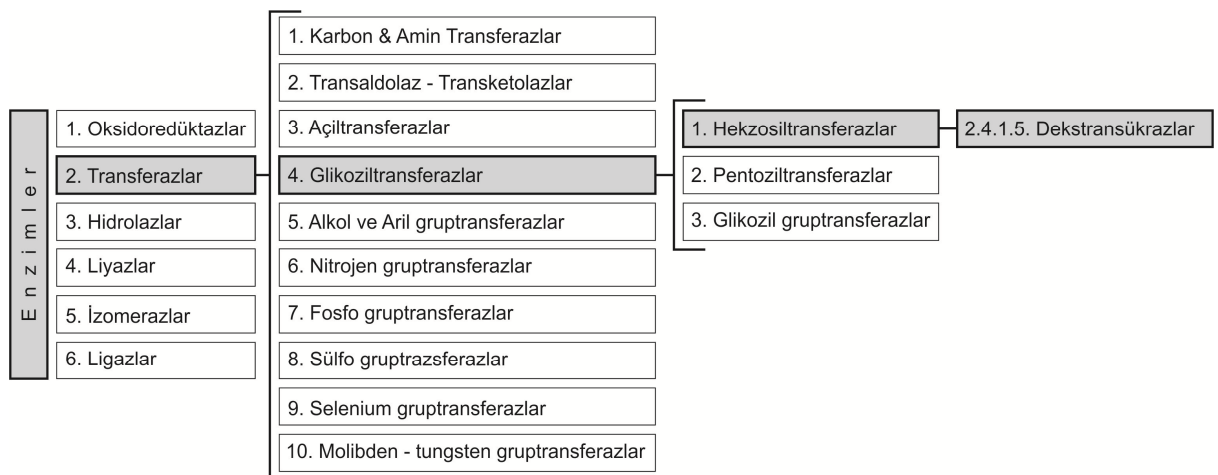 Enzimler
1. Oksidoredüktazlar
2. Transferazlar
3. Hidrolazlar
4. Liyazlar
5. İzomerazlar
6. Ligazlar
1. Karbon & Amin Transferazlar
2. Transaldolaz - Transketolazlar
3. Açiltransferazlar
4. Glikoziltransferazlar
5. Alkol ve Aril gruptransferazlar
6. Nitrojen gruptransferazlar
7. Fosfo gruptransferazlar
8. Sülfo gruptrazsferazlar
9. Selenium gruptransferazlar
10. Molibden - tungsten gruptransferazlar
1. Hekzosiltransferazlar
2. Pentoziltransferazlar
3. Glikozil gruptransferazlar
2.4.1.5. Dekstransükrazlar